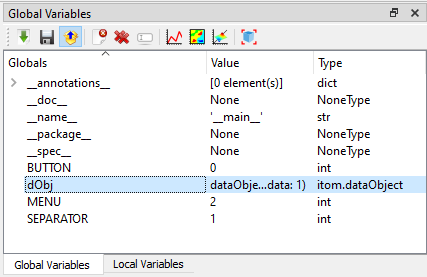 Global Variables
Globals Value Type
__annotations__ [0 element(s)] dict
__doc__ None NoneType
__name__ '__main__' str
__package__ None NoneType
__spec__ None NoneType
BUTTON 0 int
dObj dataObje...data: 1) itom.dataObject
MENU 2 int
SEPARATOR 1 int
Global Variables Local Variables